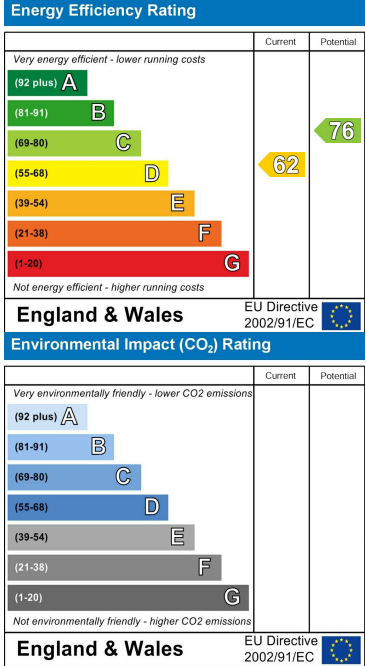 Energy Efficiency Rating
Current Potential
Very energy efficient - lower running costs
(92 plus) A
(81-91) B
(69-80) C
(55-68) D
(39-54) E
(21-38) F
(1-20) G
62
76
Not energy efficient - higher running costs
England & Wales
EU Directive
2002/91/EC
Environmental Impact (CO₂) Rating
Current Potential
Very environmentally friendly - lower CO2 emissions
(92 plus) A
(81-91) B
(69-80) C
(55-68) D
(39-54) E
(21-38) F
(1-20) G
Not environmentally friendly - higher CO2 emissions
England & Wales
EU Directive
2002/91/EC